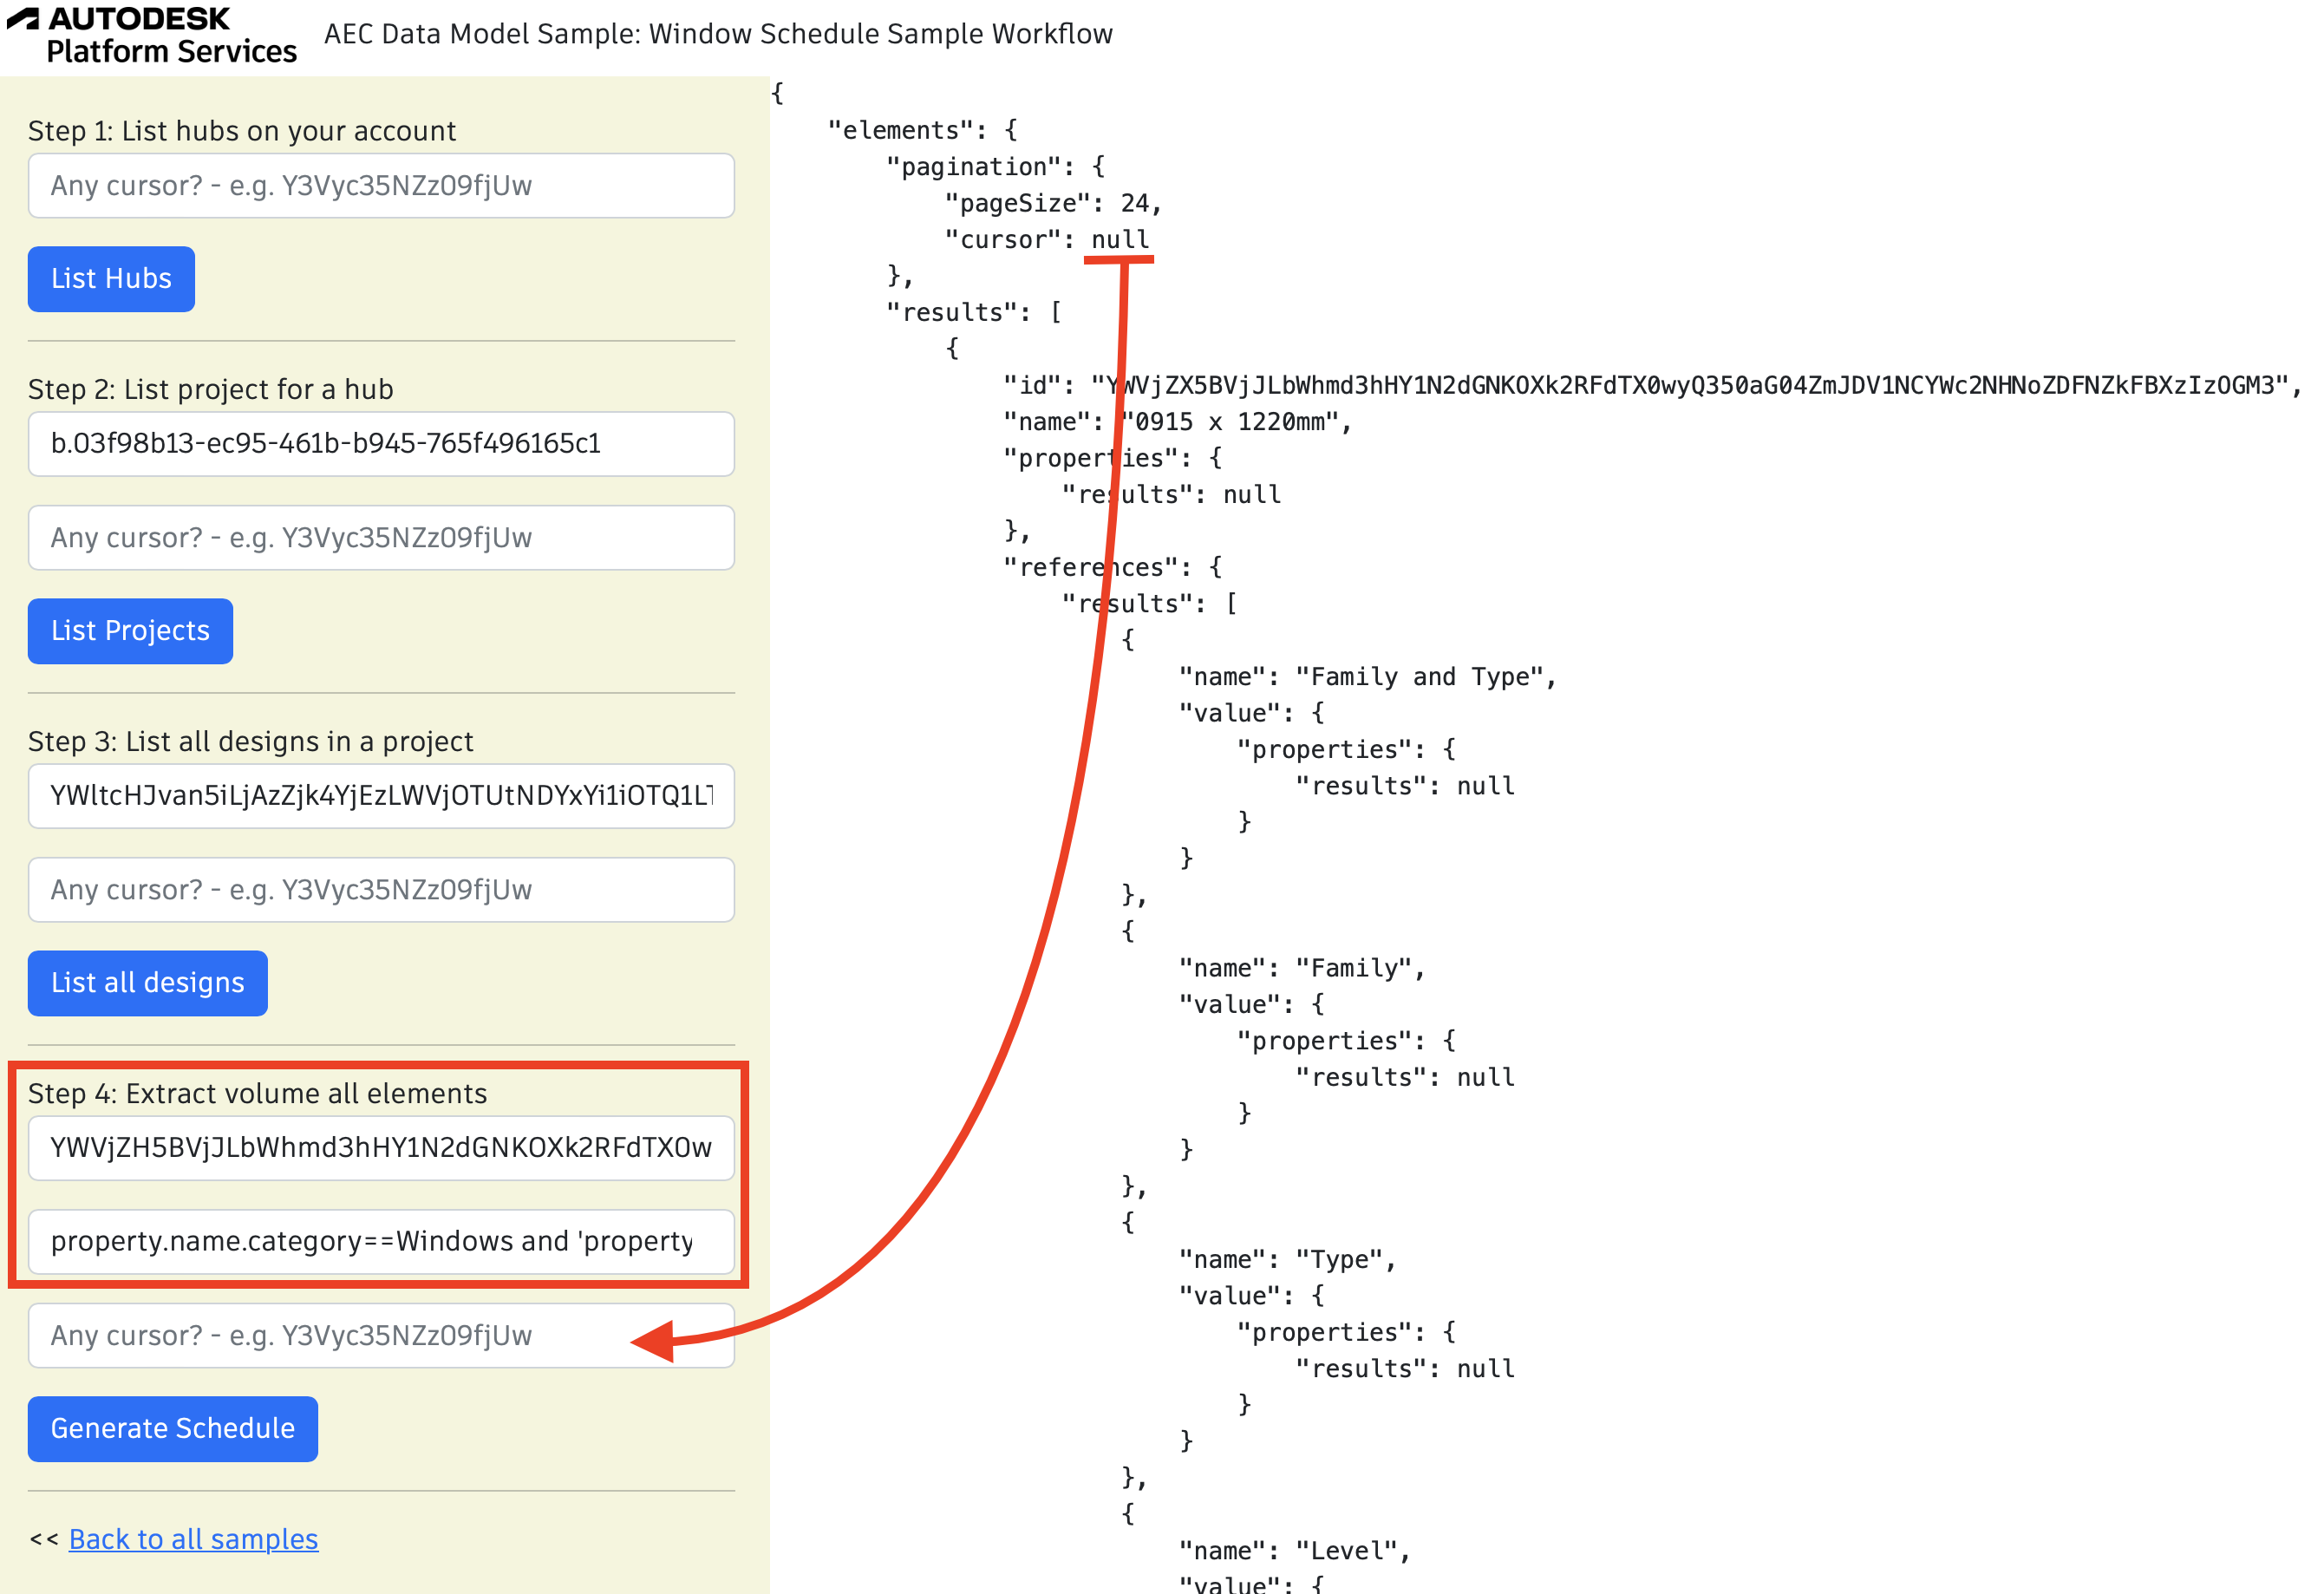 AUTODESK
Platform Services
AEC Data Model Sample: Window Schedule Sample Workflow
Step 1: List hubs on your account
Any cursor? - e.g. Y3Vyc35NZz09fjUw
List Hubs
Step 2: List project for a hub
b.03f98b13-ec95-461b-b945-765f496165c1
Any cursor? - e.g. Y3Vyc35NZz09fjUw
List Projects
Step 3: List all designs in a project
YWltcHJvan5iLjAzZjk4YjEzLWVjOTUtNDYxYi1iOTQ1LT
Any cursor? - e.g. Y3Vyc35NZz09fjUw
List all designs
Step 4: Extract volume all elements
YWVjZH5BVjJLbWhmd3hHY1N2dGNKOXk2RFdTX0w
property.name.category==Windows and 'property
Any cursor? - e.g. Y3Vyc35NZz09fjUw
Generate Schedule
<< Back to all samples
{
"elements": {
"pagination": {
"pageSize": 24,
"cursor": null
},
"results": [
{
"id": "YWVjZX5BVjJLbWhmd3hHY1N2dGNKOXk2RFdTX0wyQ350aG04ZmJDV1NCYWc2NHNoZDFNZkFBXzIzOGM3",
"name": "0915 x 1220mm",
"properties": {
"results": null
},
"references": {
"results": [
{
"name": "Family and Type",
"value": {
"properties": {
"results": null
}
}
},
{
"name": "Family",
"value": {
"properties": {
"results": null
}
}
},
{
"name": "Type",
"value": {
"properties": {
"results": null
}
}
},
{
"name": "Level",
"value": {